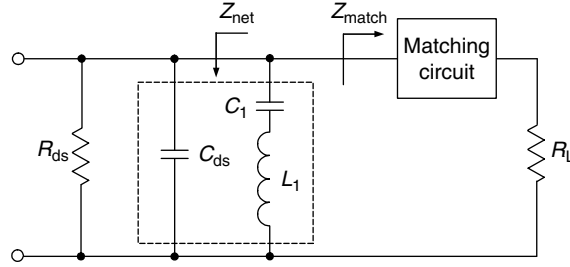 Z_net
Z_match
Matching
circuit
C_1
R_ds
C_ds
L_1
R_L